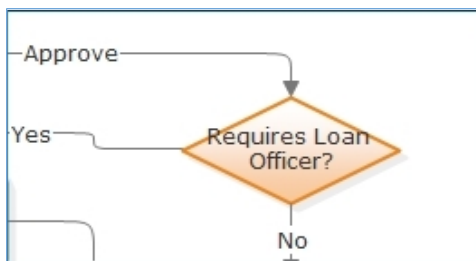 Approve
Yes
Requires Loan
Officer?
No